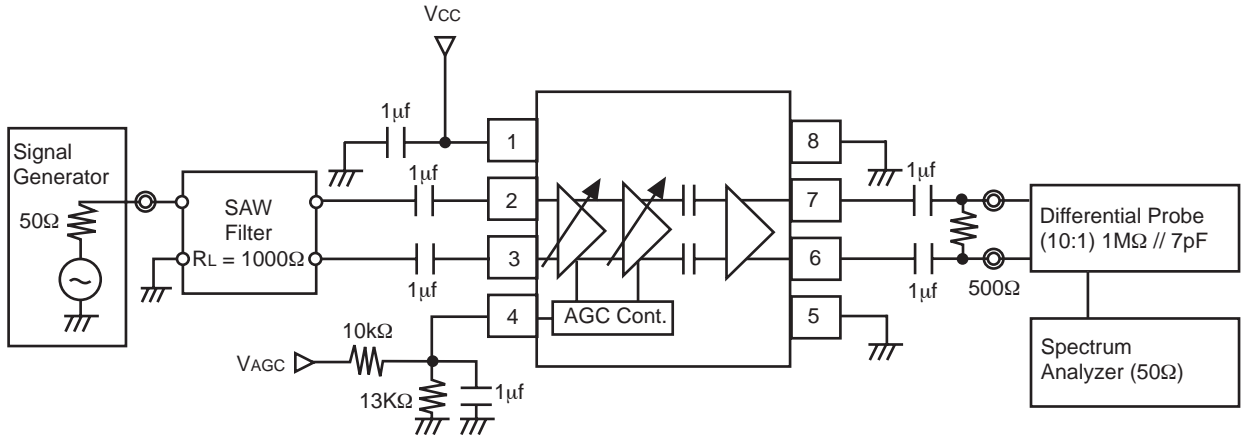 VCC
1μf
Signal
Generator
50Ω
SAW
Filter
RL = 1000Ω
1μf
1μf
1
2
3
4
AGC Cont.
8
7
6
5
1μf
1μf
500Ω
Differential Probe
(10:1) 1MΩ // 7pF
Spectrum
Analyzer (50Ω)
VAGC
10kΩ
13KΩ
1μf